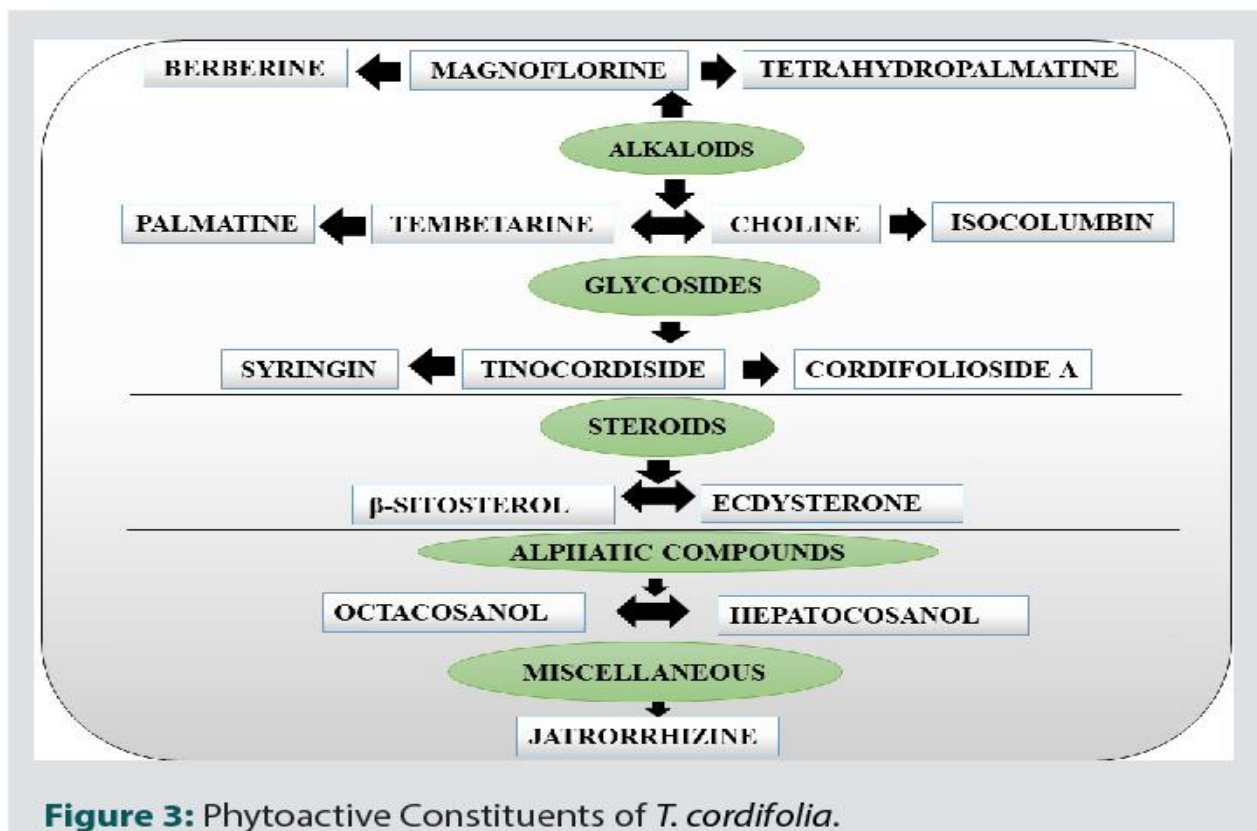 BERBERINE MAGNOFLORINE TETRAHYDROPALMATINE
ALKALOIDS
PALMATINE TEMBETARINE CHOLINE ISOCOLUMBIN
GLYCOSIDES
SYRINGIN TINOCORDISIDE CORDIFOLIOSIDE A
STEROIDS
β-SITOSTEROL ECDYSTERONE
ALPHATIC COMPOUNDS
OCTACOSANOL HEPATOCOSANOL
MISCELLANEOUS
JATRORRHIZINE
Figure 3: Phytoactive Constituents of T. cordifolia.